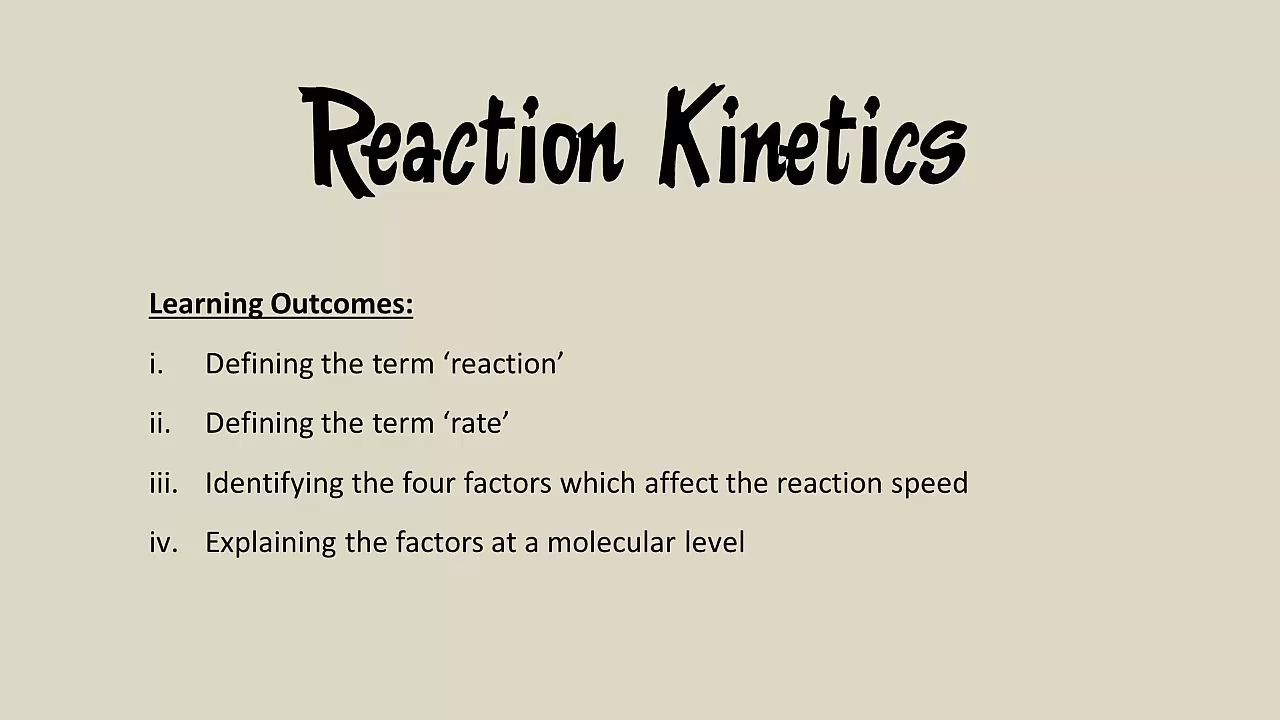 Reaction Kinetics
Learning Outcomes:
i. Defining the term ‘reaction’
ii. Defining the term ‘rate’
iii. Identifying the four factors which affect the reaction speed
iv. Explaining the factors at a molecular level